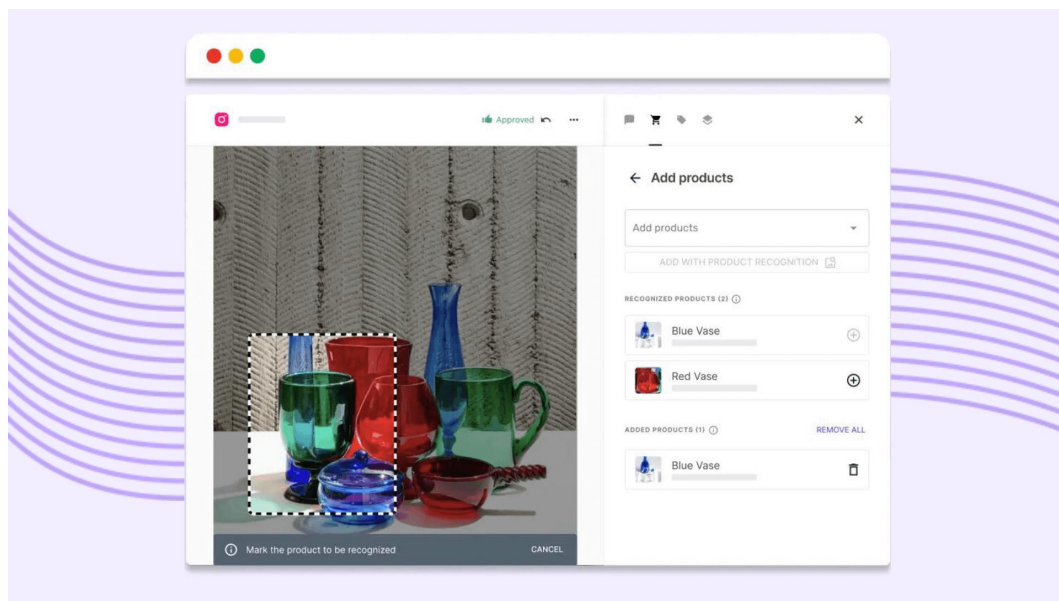 Approved
Add products
Add products
ADD WITH PRODUCT RECOGNITION
RECOGNIZED PRODUCTS (2)
Blue Vase
Red Vase
ADDED PRODUCTS (1) REMOVE ALL
Blue Vase
Mark the product to be recognized CANCEL